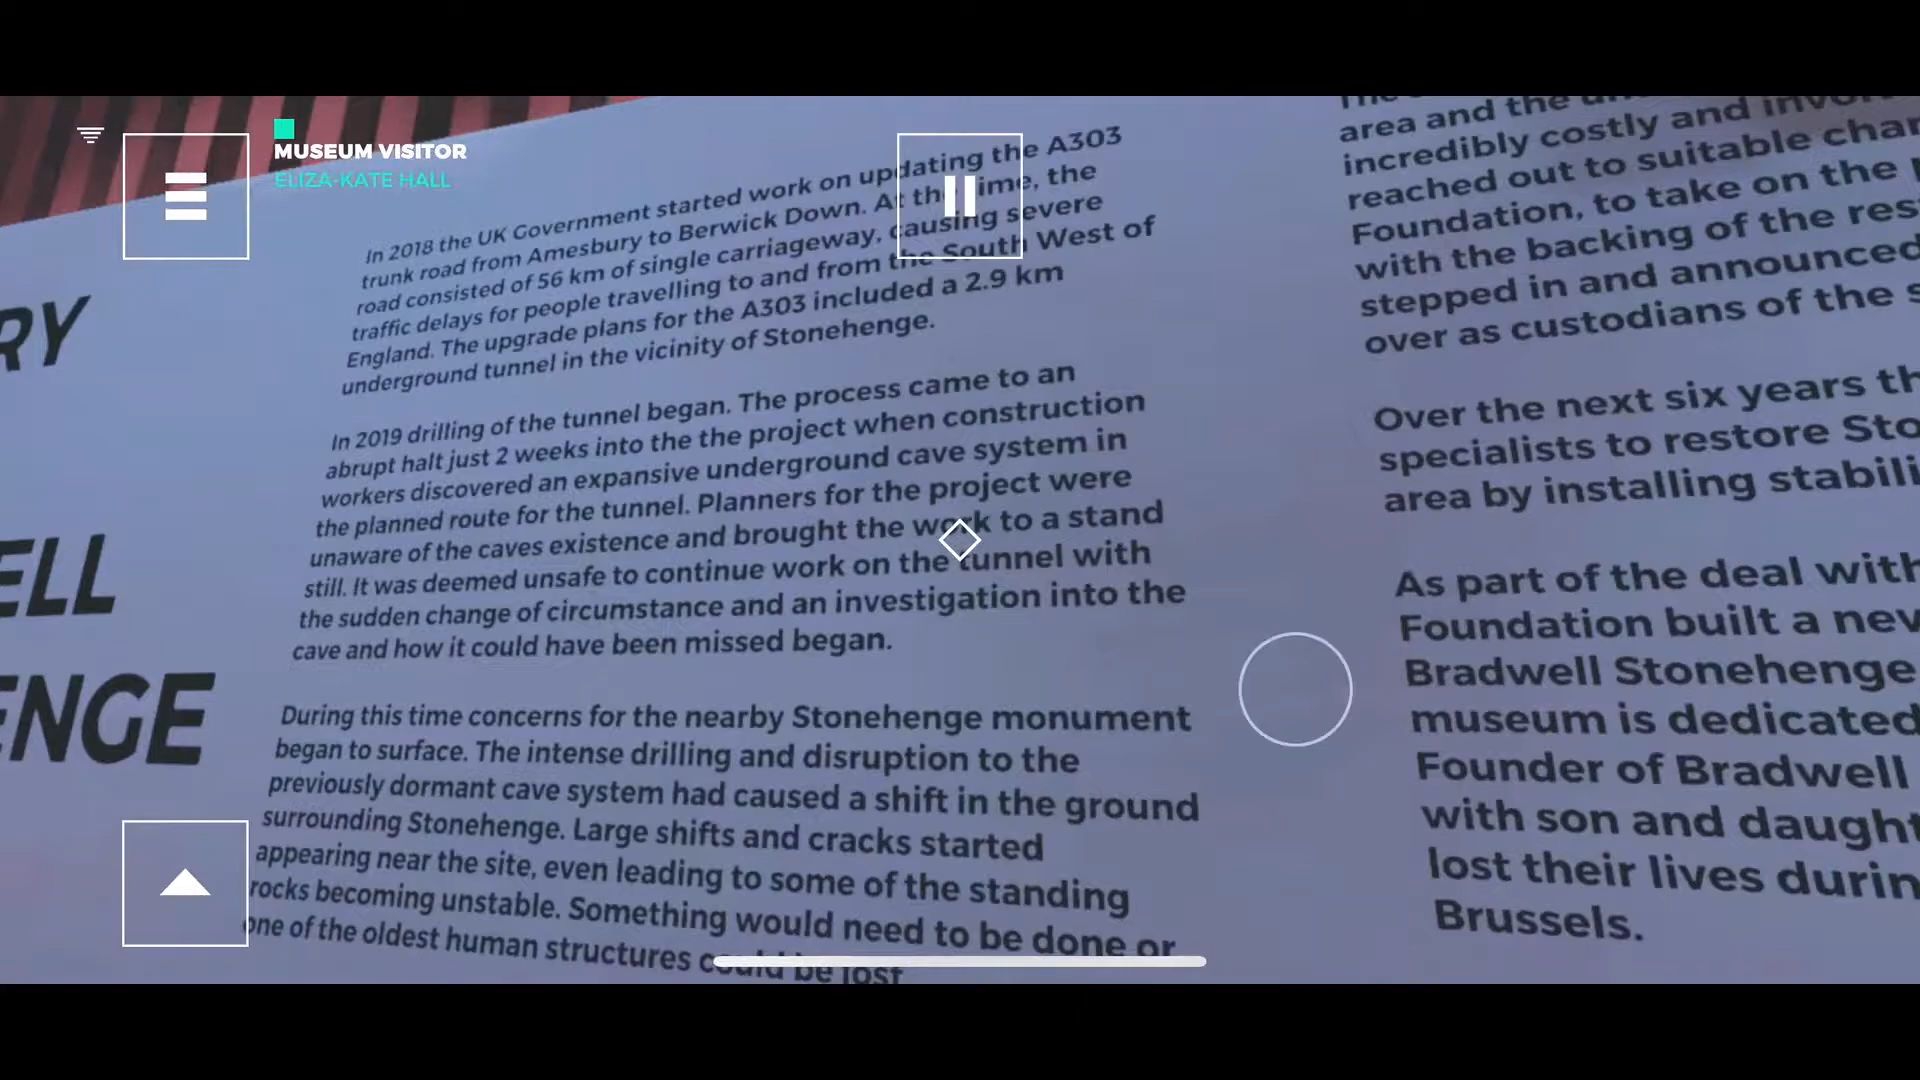 MUSEUM VISITOR
ELIZA-KATE HALL
RY
ELL
ENGE
In 2018 the UK Government started work on updating the A303
trunk road from Amesbury to Berwick Down. At the time, the
road consisted of 56 km of single carriageway, causing severe
traffic delays for people travelling to and from the South West of
England. The upgrade plans for the A303 included a 2.9 km
underground tunnel in the vicinity of Stonehenge.
In 2019 drilling of the tunnel began. The process came to an
abrupt halt just 2 weeks into the the project when construction
workers discovered an expansive underground cave system in
the planned route for the tunnel. Planners for the project were
unaware of the caves existence and brought the work to a stand
still. It was deemed unsafe to continue work on the tunnel with
the sudden change of circumstance and an investigation into the
cave and how it could have been missed began.
During this time concerns for the nearby Stonehenge monument
began to surface. The intense drilling and disruption to the
previously dormant cave system had caused a shift in the ground
surrounding Stonehenge. Large shifts and cracks started
appearing near the site, even leading to some of the standing
rocks becoming unstable. Something would need to be done or
one of the oldest human structures could be lost
area and the
incredibly costly and
reached out to suitable
Foundation, to take on the
with the backing of the
stepped in and announced
over as custodians of the
Over the next six years
specialists to restore
area by installing
As part of the deal with
Foundation built a
Bradwell Stonehenge
museum is dedicated
Founder of Bradwell
with son and
lost their lives
Brussels.